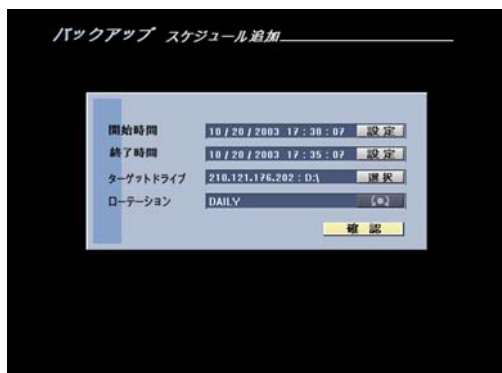 バックアップ スケジュール追加
開始時間 10/20/2003 17:30:07 設定
終了時間 10/20/2003 17:35:07 設定
ターゲットドライブ 210.121.176.202 : D:\ 選択
ローテーション DAILY
確認